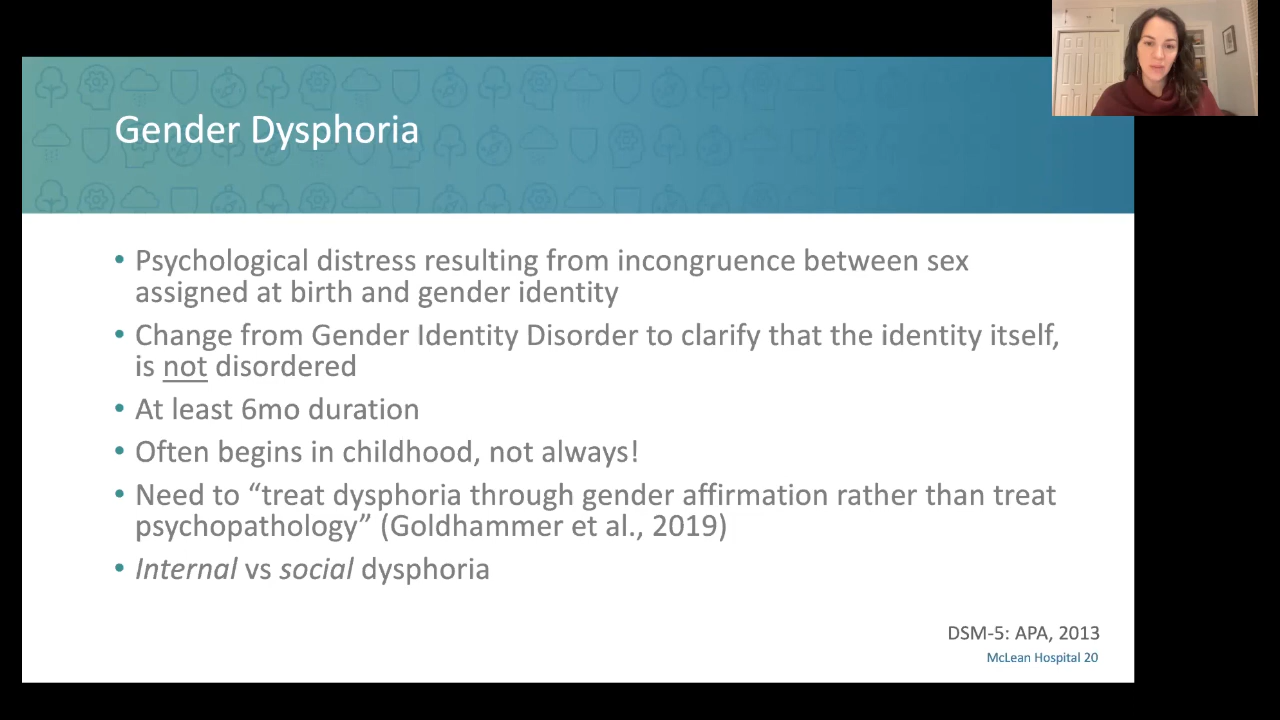 Gender Dysphoria
• Psychological distress resulting from incongruence between sex
assigned at birth and gender identity
• Change from Gender Identity Disorder to clarify that the identity itself,
is not disordered
• At least 6mo duration
• Often begins in childhood, not always!
• Need to “treat dysphoria through gender affirmation rather than treat
psychopathology” (Goldhammer et al., 2019)
• Internal vs social dysphoria
DSM-5: APA, 2013
McLean Hospital 20